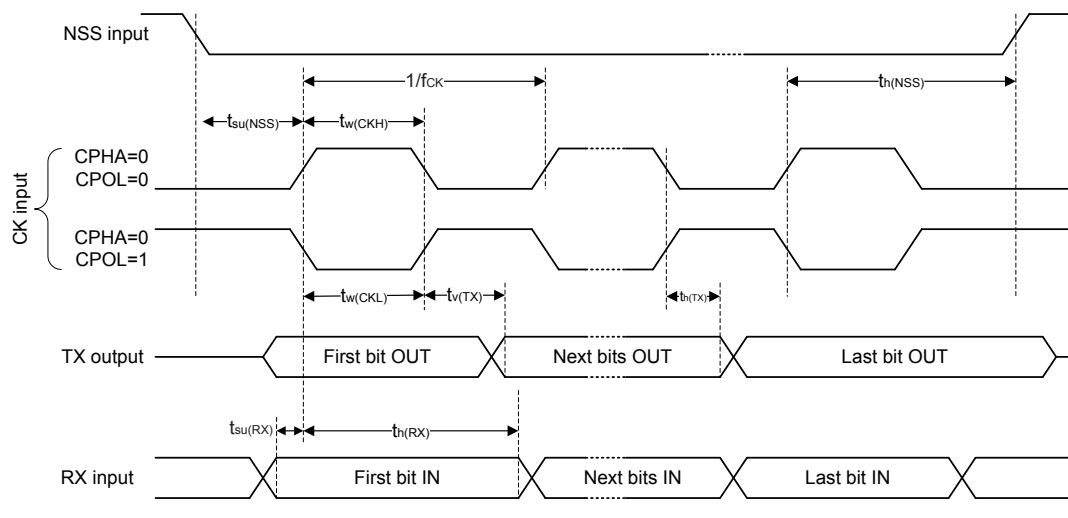 NSS input
1/fCK
th(NSS)
tsu(NSS)
tw(CKH)
CK input
CPHA=0
CPOL=0
CPHA=0
CPOL=1
tw(CKL)
tv(TX)
th(TX)
TX output
First bit OUT
Next bits OUT
Last bit OUT
tsu(RX)
th(RX)
RX input
First bit IN
Next bits IN
Last bit IN